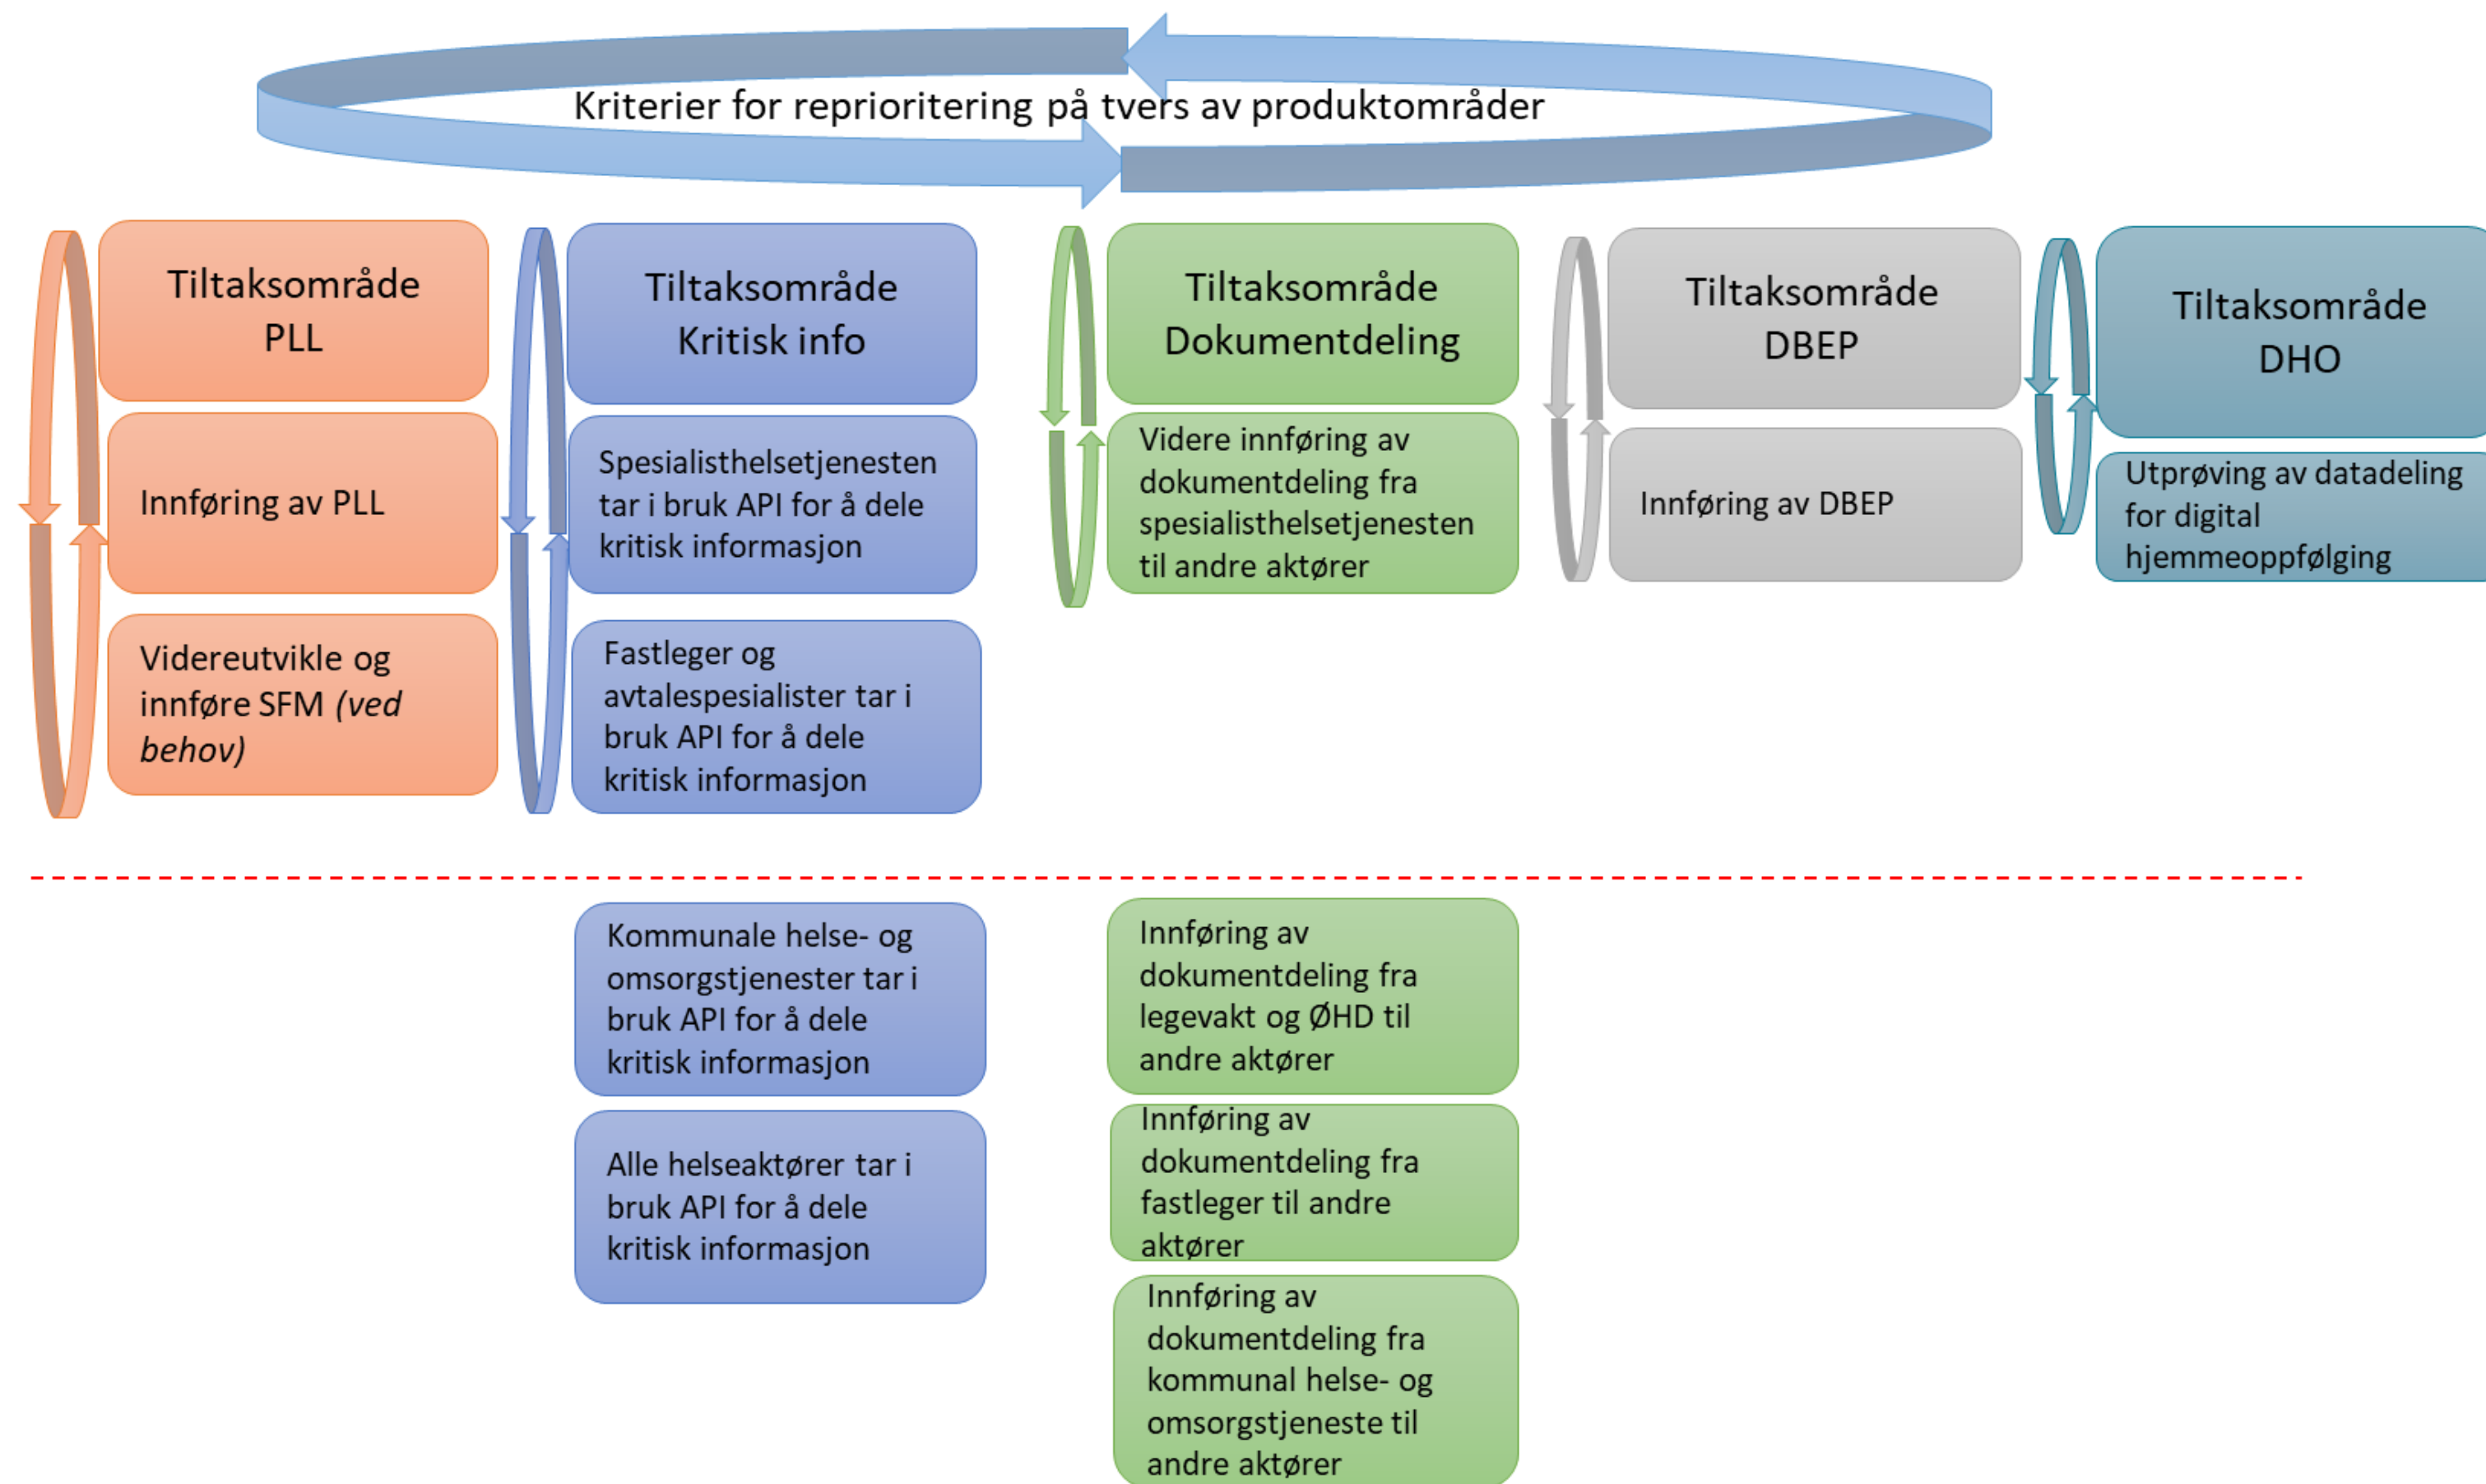 Kriterier for reprioritering på tvers av produktområder
Tiltaksområde
PLL
Innføring av PLL
Videreutvikle og
innføre SFM (ved
behov)
Tiltaksområde
Kritisk info
Spesialisthelsetjenesten
tar i bruk API for å dele
kritisk informasjon
Fastleger og
avtalespesialister tar i
bruk API for å dele
kritisk informasjon
Kommunale helse- og
omsorgstjenester tar i
bruk API for å dele
kritisk informasjon
Alle helseaktører tar i
bruk API for å dele
kritisk informasjon
Tiltaksområde
Dokumentdeling
Videre innføring av
dokumentdeling fra
spesialisthelsetjenesten
til andre aktører
Innføring av
dokumentdeling fra
legevakt og ØHD til
andre aktører
Innføring av
dokumentdeling fra
fastleger til andre
aktører
Innføring av
dokumentdeling fra
kommunal helse- og
omsorgstjeneste til
andre aktører
Tiltaksområde
DBEP
Innføring av DBEP
Tiltaksområde
DHO
Utprøving av datadeling
for digital
hjemmeoppfølging